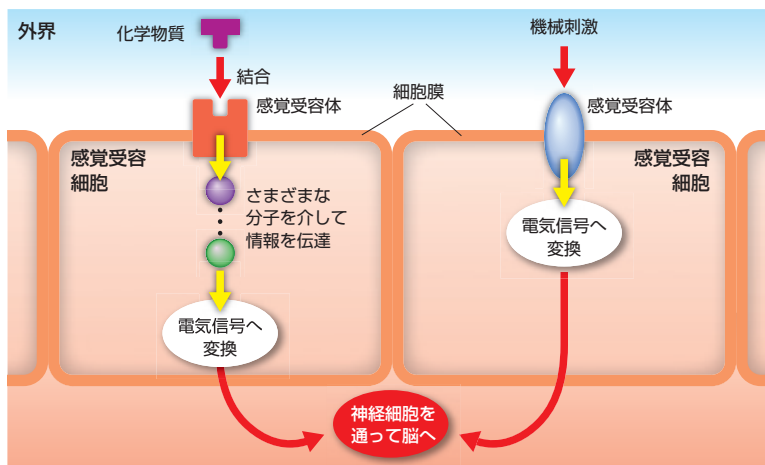 外界
化学物質
結合
感覚受容体
感覚受容
細胞
さまざまな
分子を介して
情報を伝達
電気信号へ
変換
細胞膜
機械刺激
感覚受容体
感覚受容
細胞
電気信号へ
変換
神経細胞を
通って脳へ